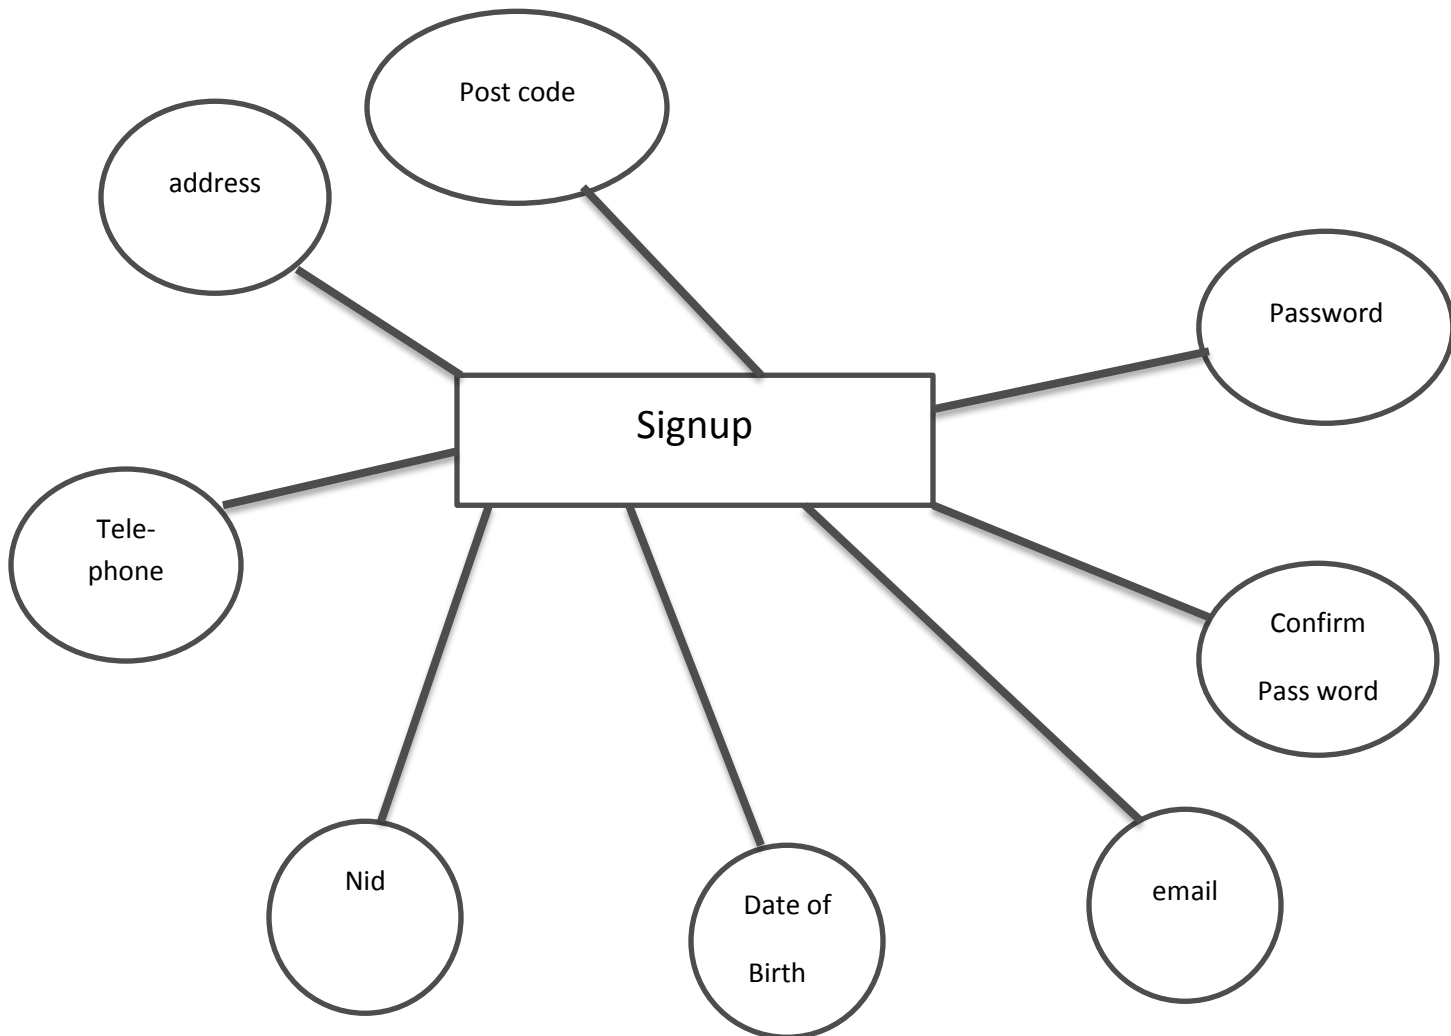 Post code
address
Password
Signup
Tele-
phone
Confirm
Pass word
Nid
Date of
Birth
email